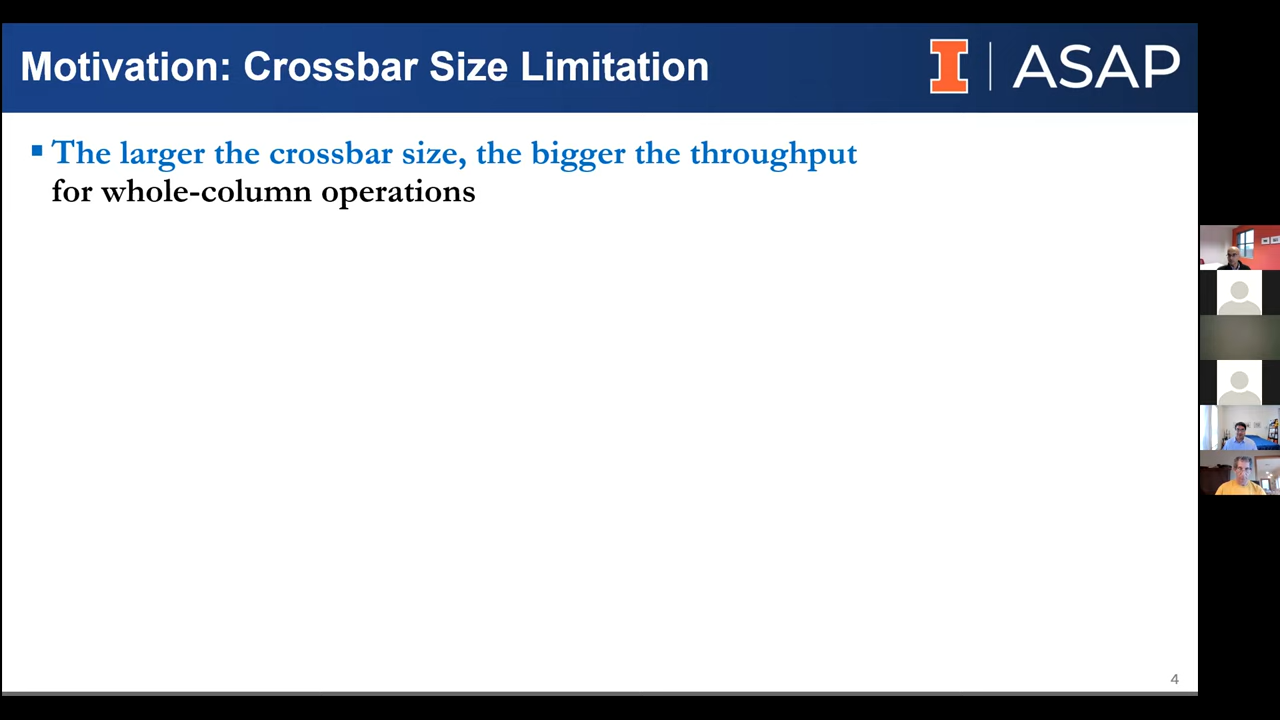 Motivation: Crossbar Size Limitation
I | ASAP
▪ The larger the crossbar size, the bigger the throughput
for whole-column operations
4